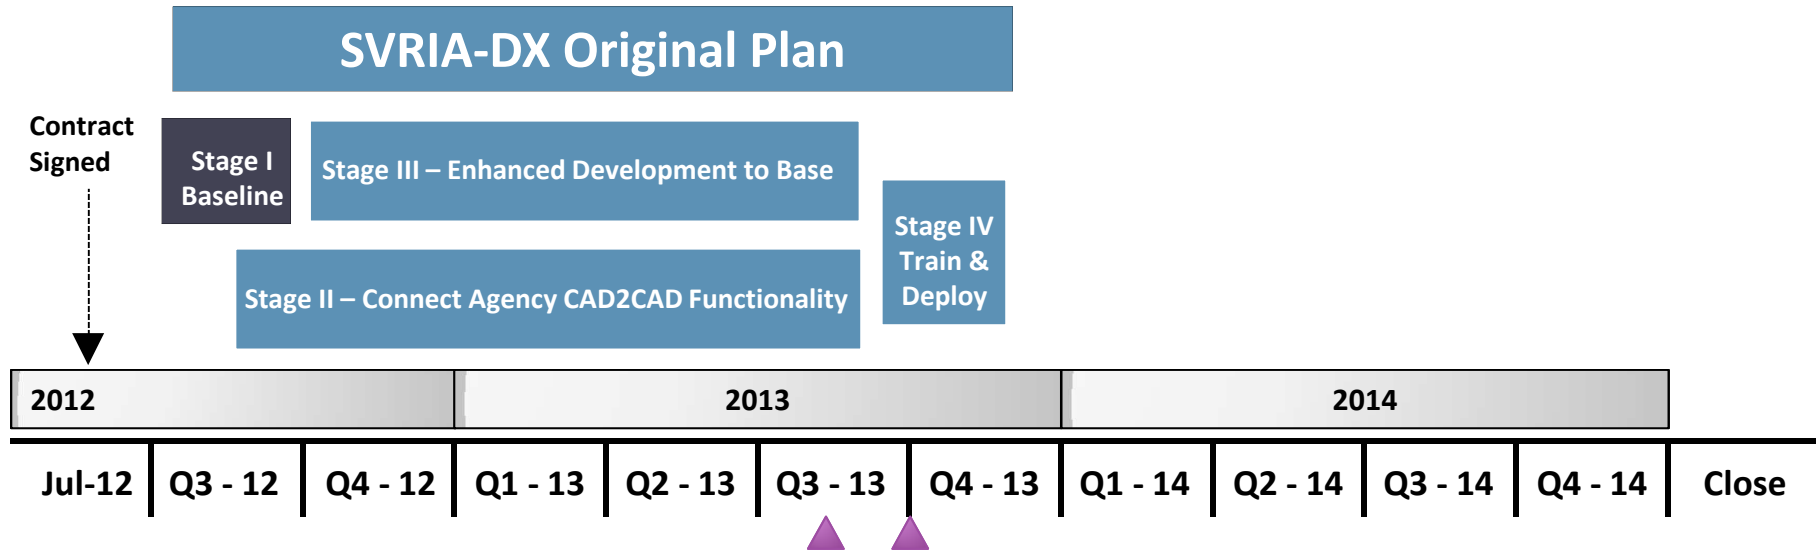 SVRIA-DX Original Plan
Contract
Signed
Stage I
Baseline
Stage III – Enhanced Development to Base
Stage IV
Train &
Deploy
Stage II – Connect Agency CAD2CAD Functionality
2012
2013
2014
Jul-12
Q3 - 12
Q4 - 12
Q1 - 13
Q2 - 13
Q3 - 13
Q4 - 13
Q1 - 14
Q2 - 14
Q3 - 14
Q4 - 14
Close